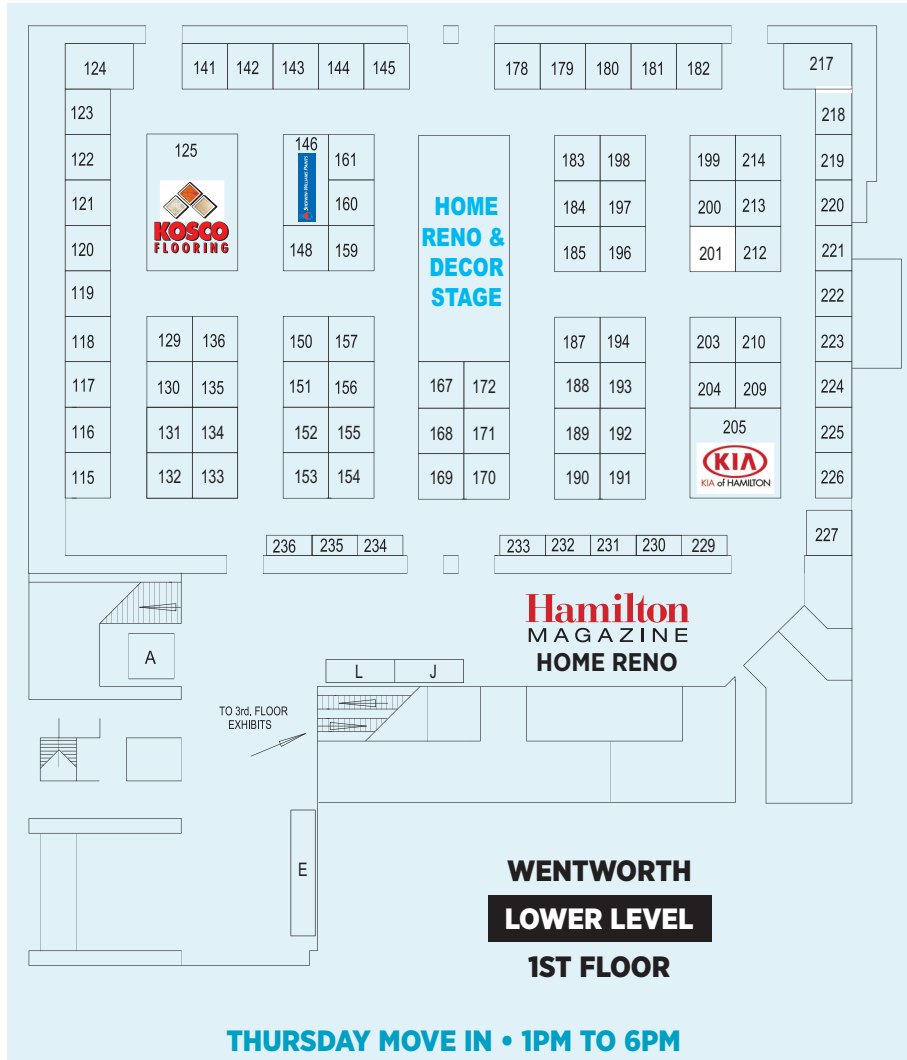 124 141 142 143 144 145 178 179 180 181 182 217
123 218
122 125 146 161 183 198 199 214 219
SHERWIN-WILLIAMS PAINTS
121 160 184 197 200 213 220
KOSCO
FLOORING
HOME
RENO &
DECOR
STAGE
120 148 159 185 196 201 212 221
119 222
118 129 136 150 157 187 194 203 210 223
117 130 135 151 156 167 172 188 193 204 209 224
116 131 134 152 155 168 171 189 192 205 225
KIA
KIA of HAMILTON
115 132 133 153 154 169 170 190 191 226
227
236 235 234 233 232 231 230 229
Hamilton
MAGAZINE
HOME RENO
A
L J
TO 3rd. FLOOR
EXHIBITS
E
WENTWORTH
LOWER LEVEL
1ST FLOOR
THURSDAY MOVE IN • 1PM TO 6PM